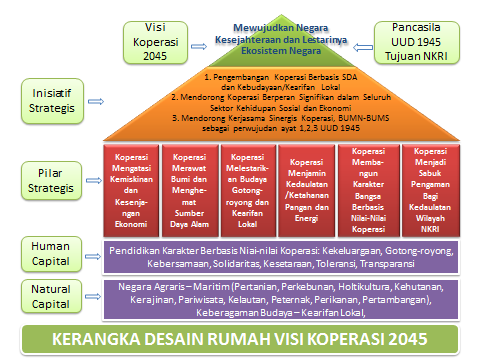 Visi
Koperasi
2045
Mewujudkan Negara
Kesejahteraan dan Lestarinya
Ekosistem Negara
Pancasila
UUD 1945
Tujuan NKRI
Inisiatif
Strategis
1. Pengembangan Koperasi Berbasis SDA
dan Kebudayaan/Kearifan Lokal
2. Mendorong Koperasi Berperan Signifikan dalam Seluruh
Sektor Kehidupan Sosial dan Ekonomi
3. Mendorong Kerjasama Sinergis Koperasi, BUMN-BUMS
sebagai perwujudan ayat 1,2,3 UUD 1945
Pilar
Strategis
Koperasi
Mengatasi
Kemiskinan
dan
Kesenja-
ngan
Ekonomi
Koperasi
Merawat
Bumi dan
Menghe-
mat
Sumber
Daya Alam
Koperasi
Melestarik-
an Budaya
Gotong-
royong dan
Kearifan
Lokal
Koperasi
Menjamin
Kedaulatan
/Ketahanan
Pangan dan
Energi
Koperasi
Memba-
ngun
Karakter
Bangsa
Berbasis
Nilai-Nilai
Koperasi
Koperasi
Menjadi
Sabuk
Pengaman
Bagi
Kedaulatan
Wilayah
NKRI
Human
Capital
Pendidikan Karakter Berbasis Niai-nilai Koperasi: Kekeluargaan, Gotong-royong,
Kebersamaan, Solidaritas, Kesetaraan, Toleransi, Transparansi
Natural
Capital
Negara Agraris – Maritim (Pertanian, Perkebunan, Holtikultura, Kehutanan,
Kerajinan, Pariwisata, Kelautan, Peternak, Perikanan, Pertambangan),
Keberagaman Budaya – Kearifan Lokal,
KERANGKA DESAIN RUMAH VISI KOPERASI 2045